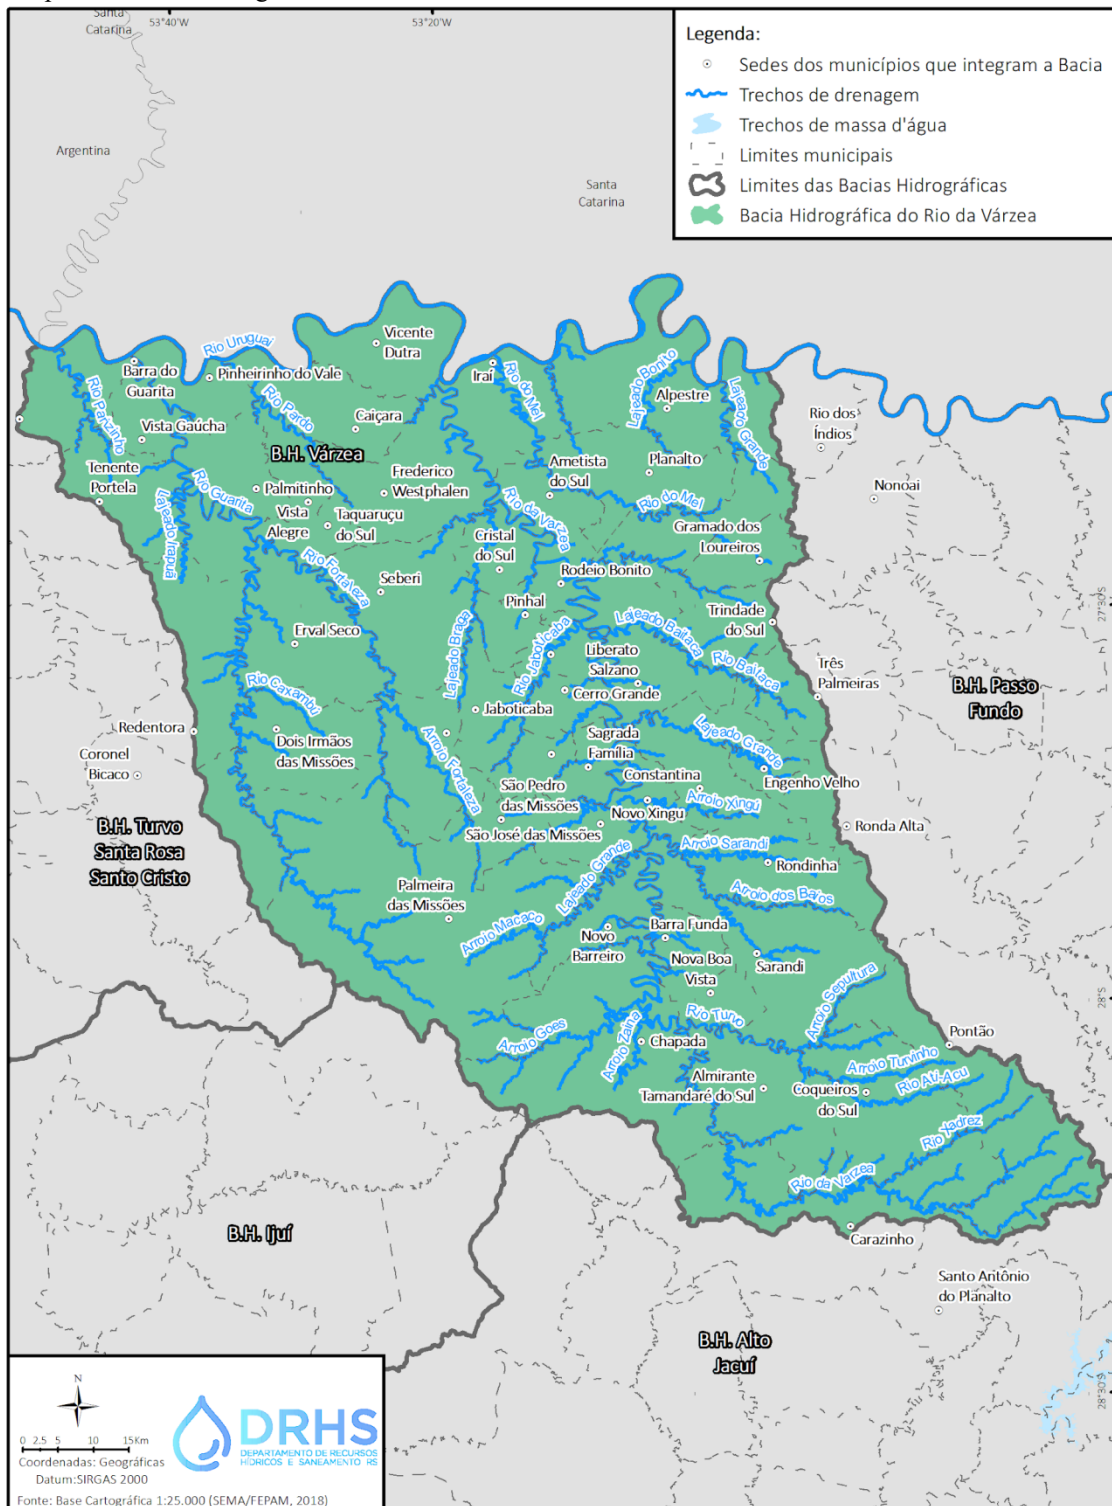 Santa
Catarina
53°40'W
53°20'W
Legenda:
Sedes dos municípios que integram a Bacia
Trechos de drenagem
Trechos de massa d'água
Limites municipais
Limites das Bacias Hidrográficas
Bacia Hidrográfica do Rio da Várzea
Argentina
Santa
Catarina
Rio Uruguai
Vicente
Dutra
Barra do
Guarita
Pinheirinho do Vale
Iraí
Rio do Mel
Lajeado Bonito
Alpestre
Lajeado Grande
Rio Parizinho
Rio Pardo
Caiçara
Rio dos
Índios
Vista Gaúcha
B.H. Várzea
Tenente
Portela
Palmitinho
Frederico
Westphalen
Ametista
do Sul
Planalto
Nonoai
Rio Guarita
Vista
Alegre
Taquaruçu
do Sul
Rio da Varzea
Rio do Mel
Lajeado Irapuá
Cristal
do Sul
Gramado dos
Loureiros
Rio Fortaleza
Seberi
Rodeio Bonito
Pinhal
Trindade
do Sul
27°30'S
Erval Seco
Lajeado Braga
Rio Jaboticaba
Lajeado Baitaca
Liberato
Salzano
Rio Baitaca
Três
Palmeiras
Rio Caxambú
Cerro Grande
B.H. Passo
Fundo
Redentora
Jaboticaba
Coronel
Bicaco
Dois Irmãos
das Missões
Arroio Fortaleza
Sagrada
Família
Lajeado Grande
Constantina
Engenho Velho
São Pedro
das Missões
Arroio Xingú
Novo Xingu
B.H. Turvo
Santa Rosa
Santo Cristo
São José das Missões
Ronda Alta
Arroio Sarandi
Rondinha
Lajeado Grande
Palmeira
das Missões
Arroio dos Baios
Arroio Macaco
Novo
Barreiro
Barra Funda
Nova Boa
Vista
Sarandi
Arroio Sepultura
28°S
Rio Turvo
Pontão
Arroio Goes
Arroio Zaina
Chapada
Arroio Turvinho
Almirante
Tamandaré do Sul
Coqueiros
do Sul
Rio Ati-Açu
Rio Xadrez
Rio da Varzea
B.H. Ijuí
Carazinho
Santo Antônio
do Planalto
B.H. Alto
Jacuí
28°30'S
N
0 2.5 5 10 15Km
DRHS
DEPARTAMENTO DE RECURSOS
HÍDRICOS E SANEAMENTO RS
Coordenadas: Geográficas
Datum:SIRGAS 2000
Fonte: Base Cartográfica 1:25.000 (SEMA/FEPAM, 2018)